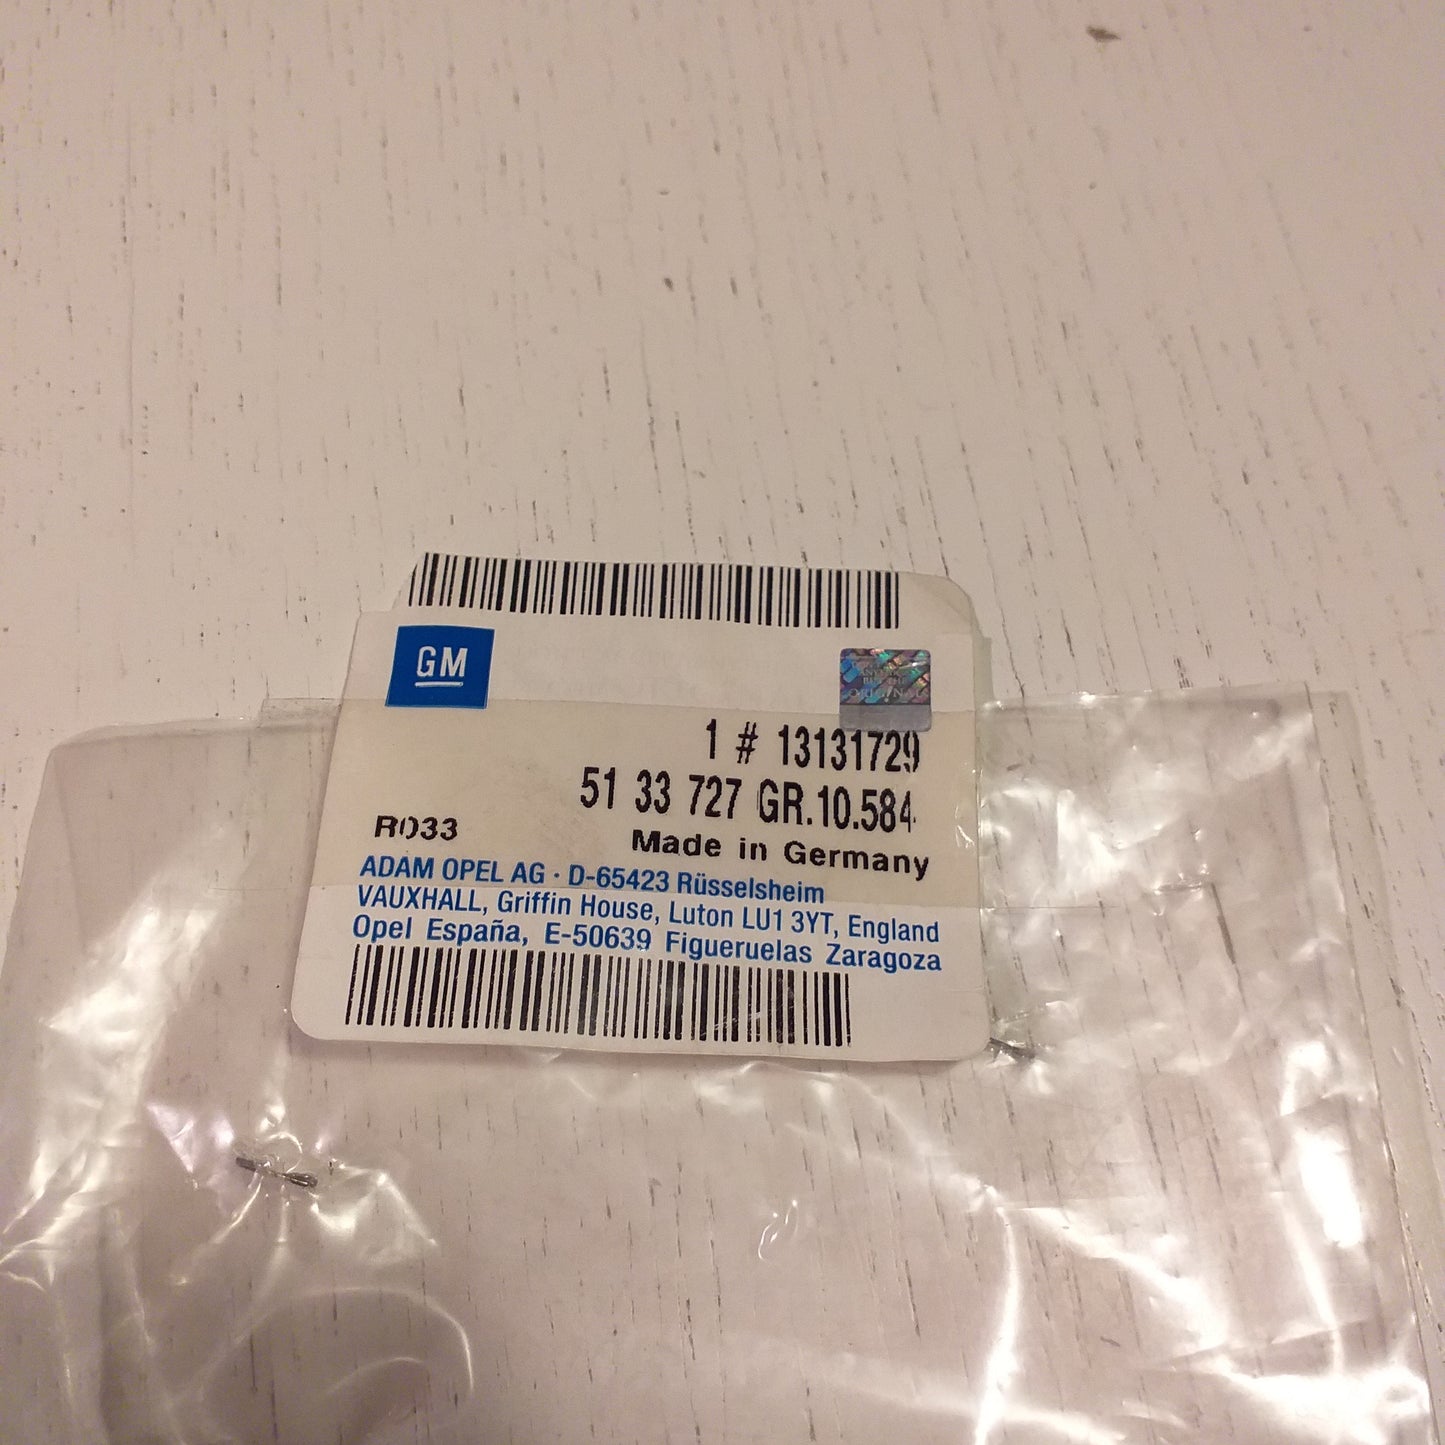 GM
ORIGINAL
1 # 13131729
51 33 727 GR.10.584
R033
Made in Germany
ADAM OPEL AG · D-65423 Rüsselsheim
VAUXHALL, Griffin House, Luton LU1 3YT, England
Opel España, E-50639 Figueruelas Zaragoza